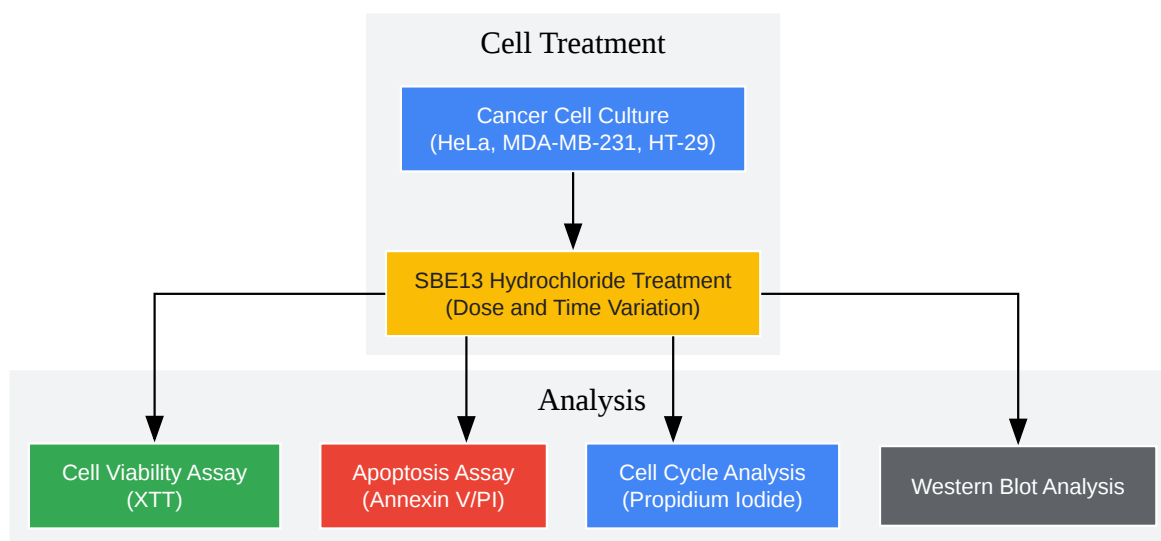 Cell Treatment
Cancer Cell Culture
(HeLa, MDA-MB-231, HT-29)
SBE13 Hydrochloride Treatment
(Dose and Time Variation)
Analysis
Cell Viability Assay
(XTT)
Apoptosis Assay
(Annexin V/PI)
Cell Cycle Analysis
(Propidium Iodide)
Western Blot Analysis